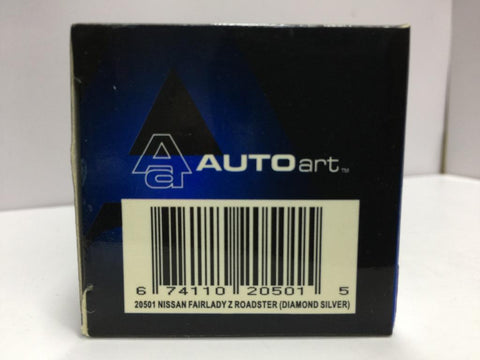 AUTOart™
6 74110 20501 5
20501 NISSAN FAIRLADY Z ROADSTER (DIAMOND SILVER)